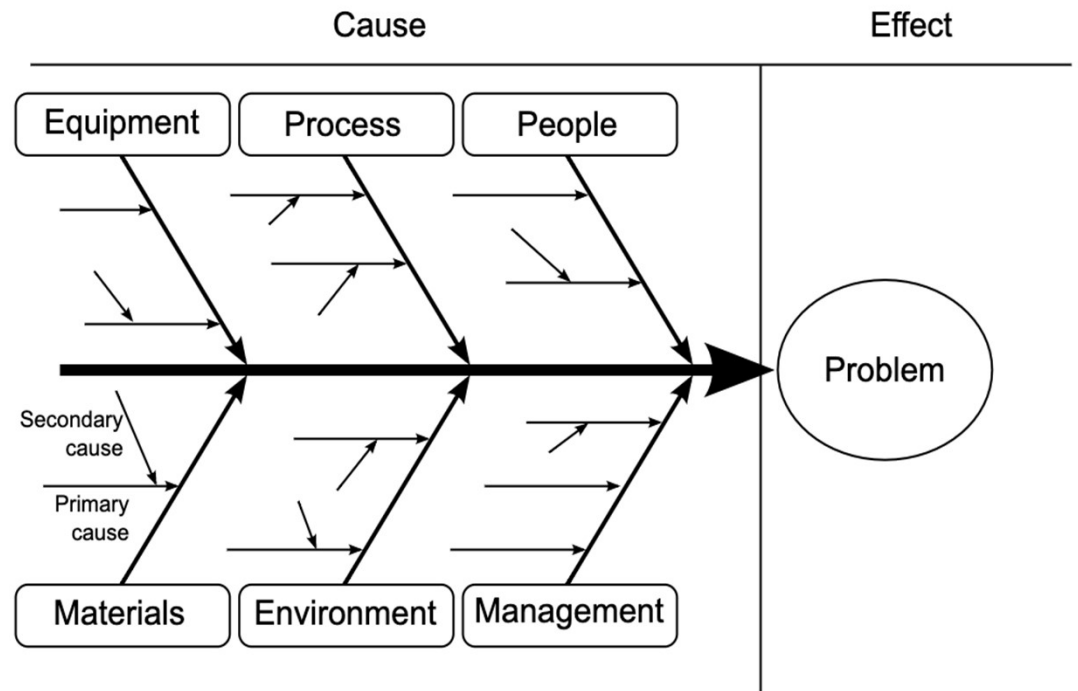 Cause
Effect
Equipment
Process
People
Problem
Secondary
cause
Primary
cause
Materials
Environment
Management